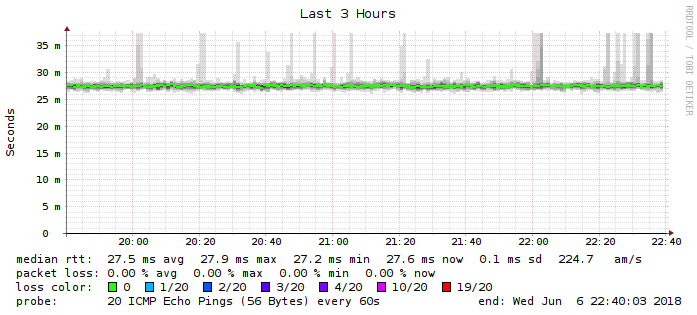 Last 3 Hours
RRDTOOL / TOBI OETIKER
Seconds
35 m
30 m
25 m
20 m
15 m
10 m
5 m
0
20:00 20:20 20:40 21:00 21:20 21:40 22:00 22:20 22:40
median rtt: 27.5 ms avg 27.9 ms max 27.2 ms min 27.6 ms now 0.1 ms sd 224.7 am/s
packet loss: 0.00 % avg 0.00 % max 0.00 % min 0.00 % now
loss color: 0 1/20 2/20 3/20 4/20 10/20 19/20
probe: 20 ICMP Echo Pings (56 Bytes) every 60s end: Wed Jun 6 22:40:03 2018